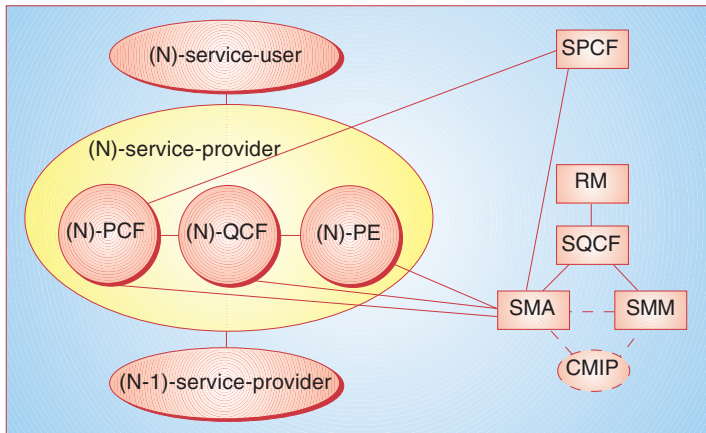 (N)-service-user
SPCF
(N)-service-provider
RM
(N)-PCF
(N)-QCF
(N)-PE
SQCF
SMA
SMM
CMIP
(N-1)-service-provider